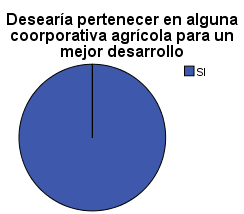 Desearía pertenecer en alguna
coorporativa agrícola para un
mejor desarrollo
SI